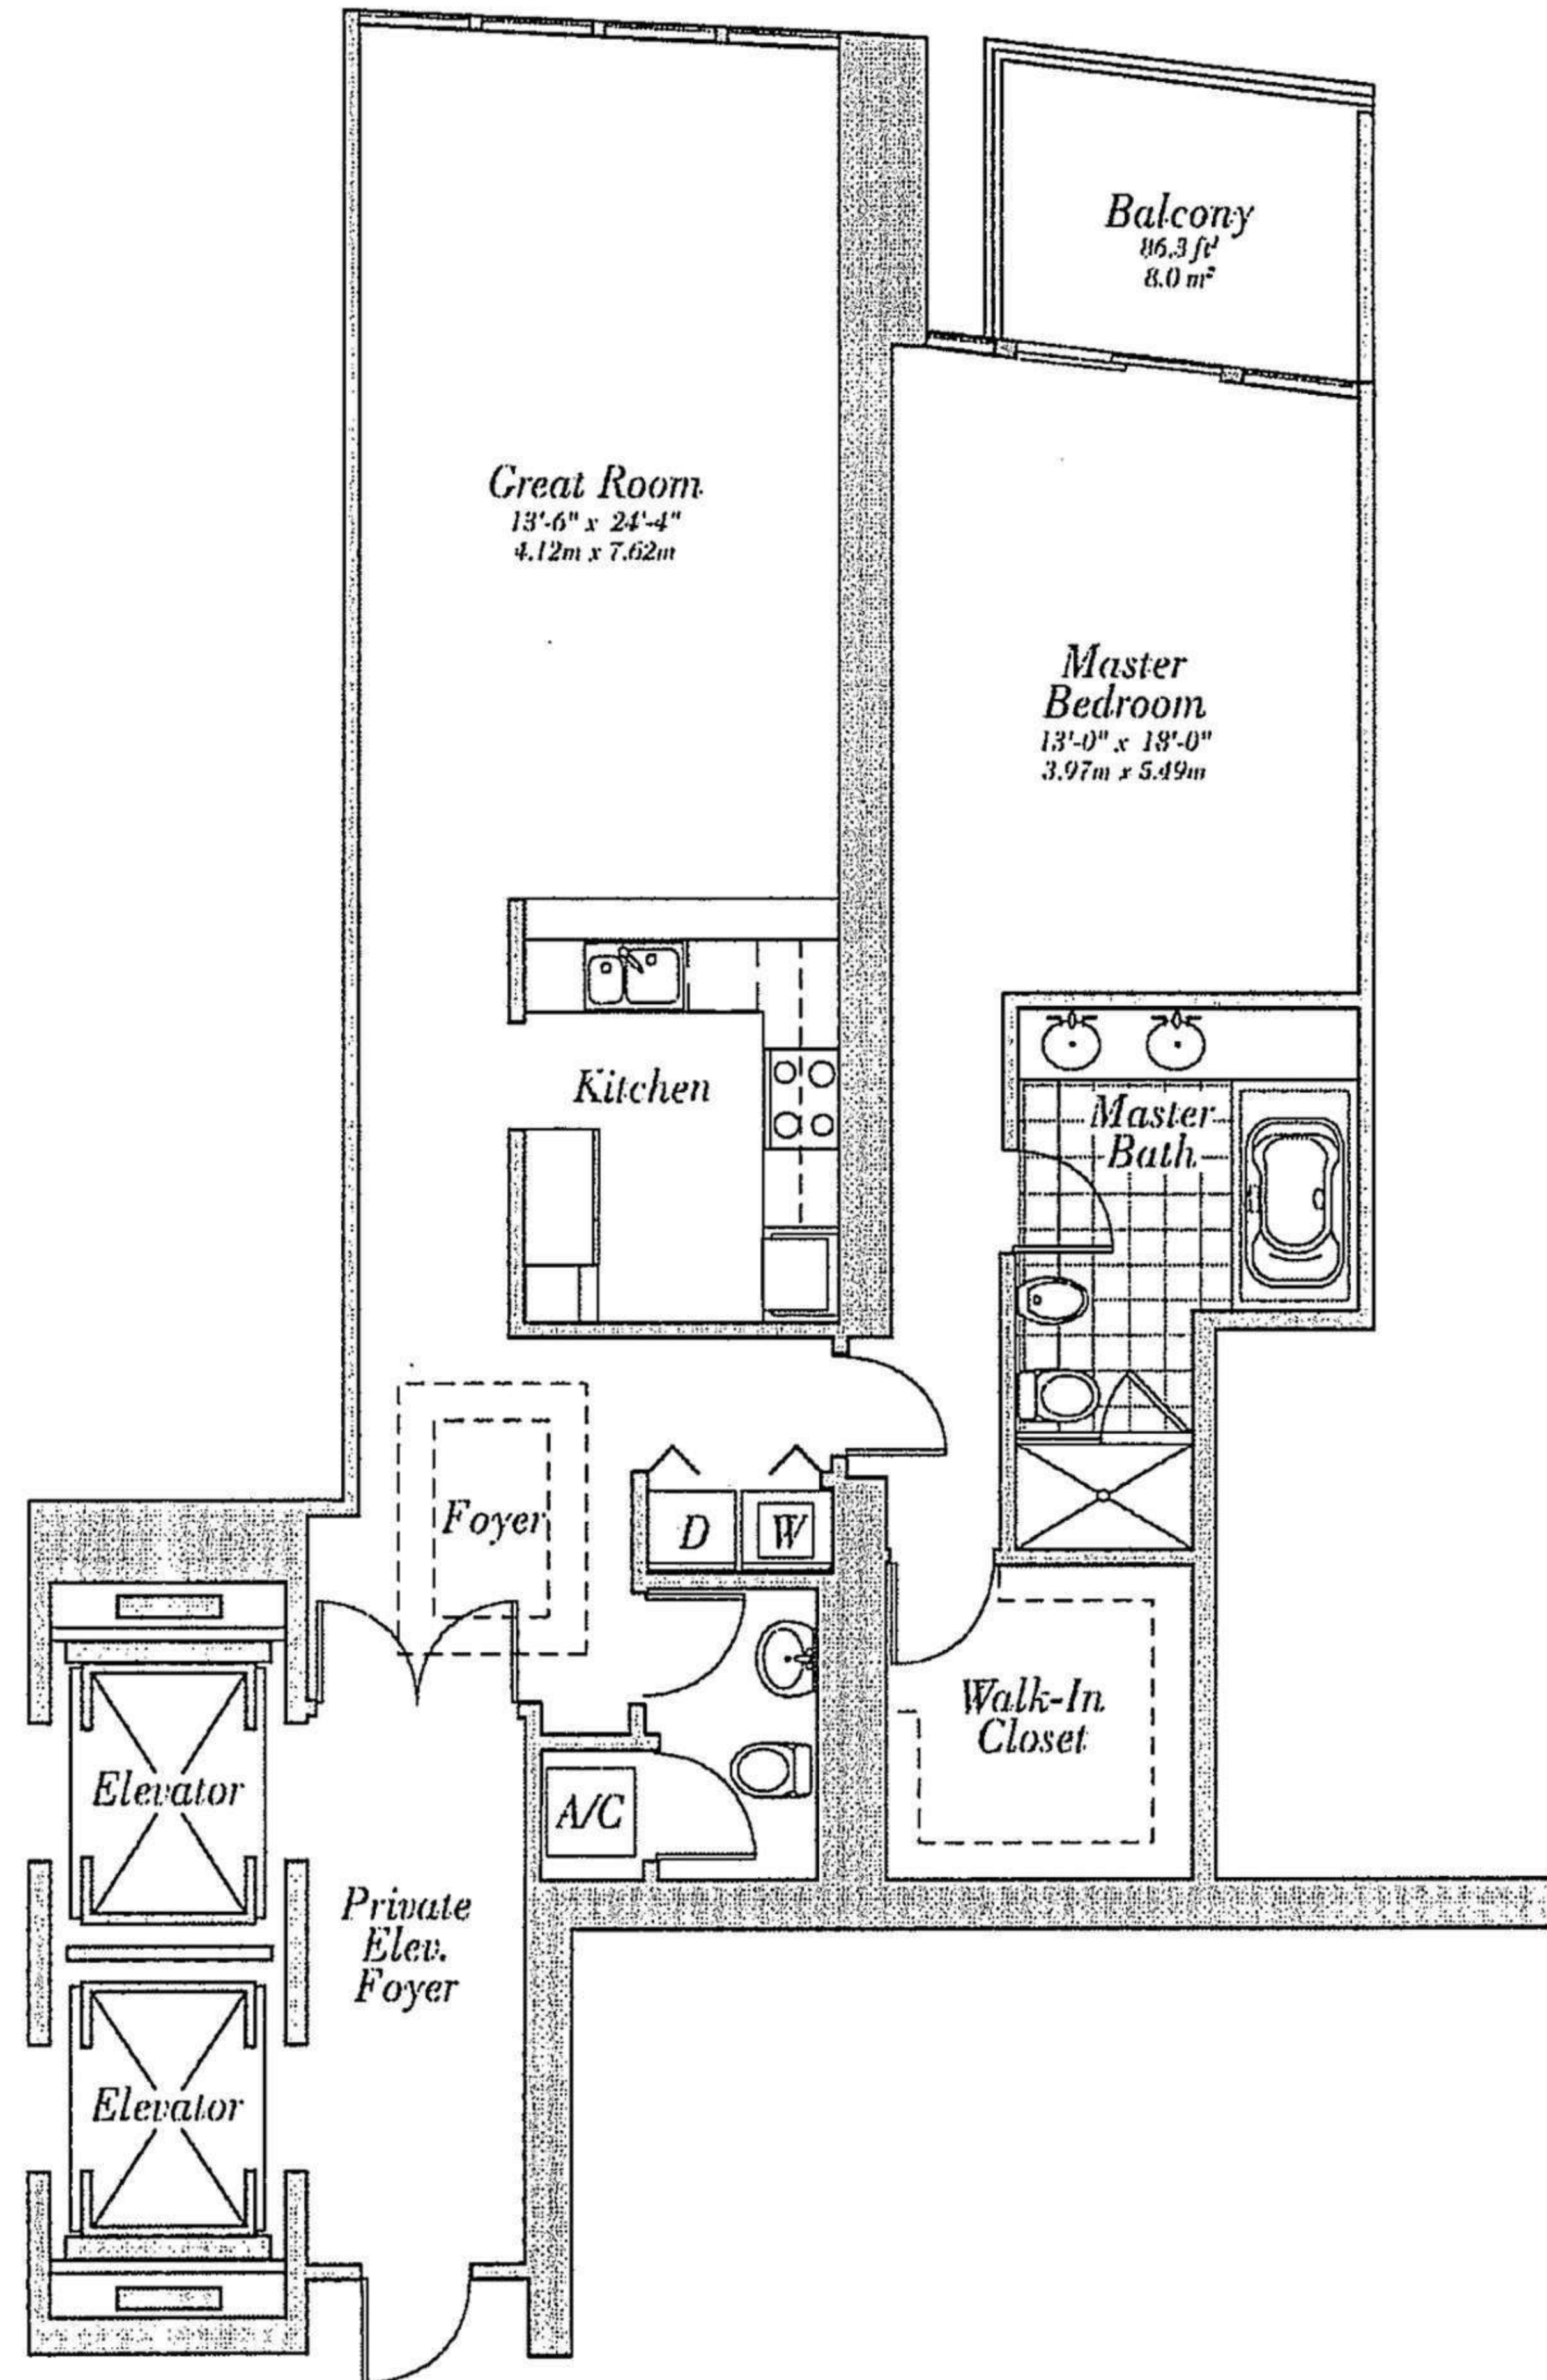 Balcony
86.3 ft²
8.0 m²
Great Room
13'-6" x 24'-4"
4.12m x 7.62m
Master
Bedroom
13'-0" x 18'-0"
3.97m x 5.49m
Kitchen
Master
Bath
Foyer
D
W
Walk-In
Closet
Elevator
A/C
Private
Elev.
Foyer
Elevator